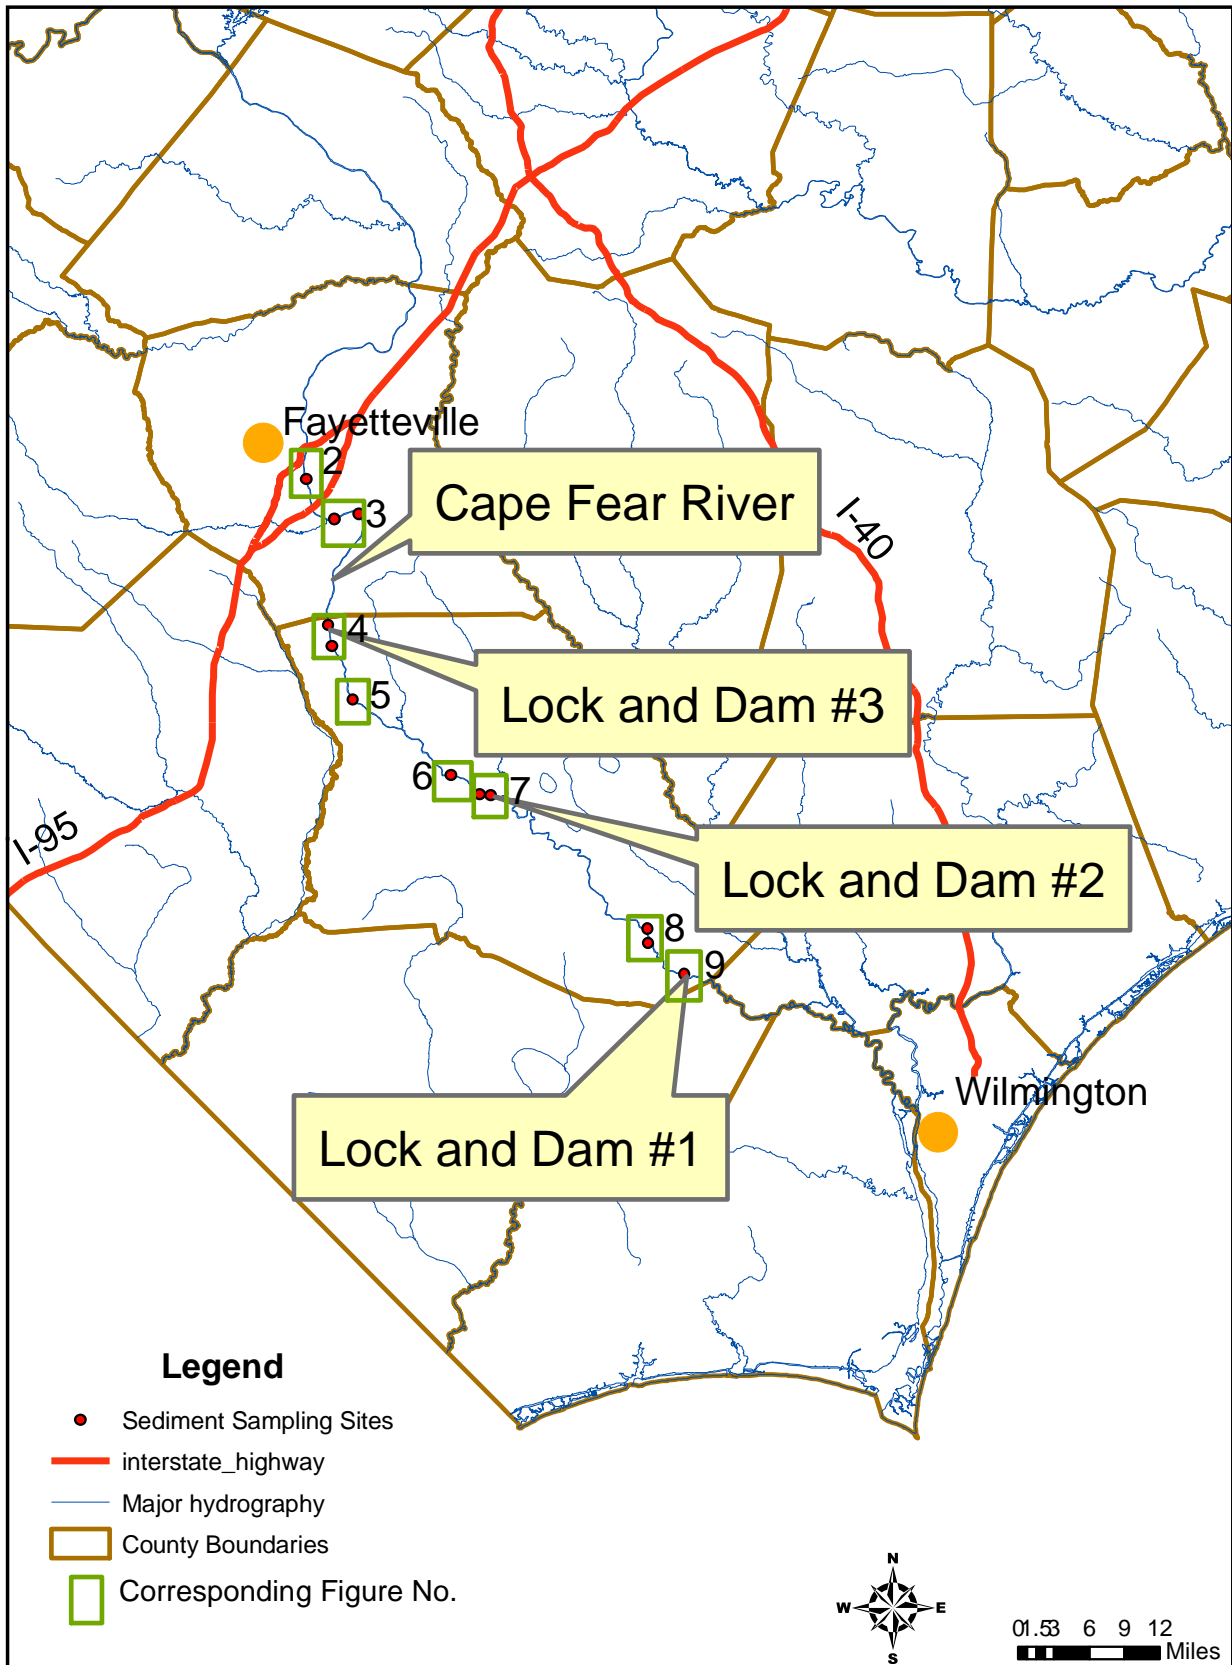 Fayetteville
2
3
Cape Fear River
I-40
4
Lock and Dam #3
5
6
7
I-95
Lock and Dam #2
8
9
Wilmington
Lock and Dam #1
Legend
Sediment Sampling Sites
interstate_highway
Major hydrography
County Boundaries
Corresponding Figure No.
N
W E
S
0 1.5 3 6 9 12
Miles